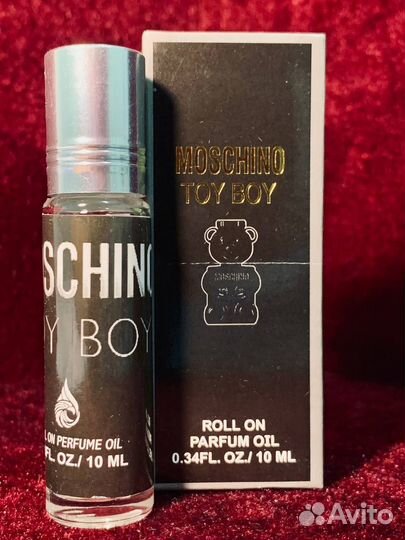 SCHINO
Y BOY
L ON PERFUME OIL
FL. OZ./ 10 ML
MOSCHINO
TOY BOY
MOSCHINO
ROLL ON
PARFUM OIL
0.34FL. OZ./ 10 ML
Avito